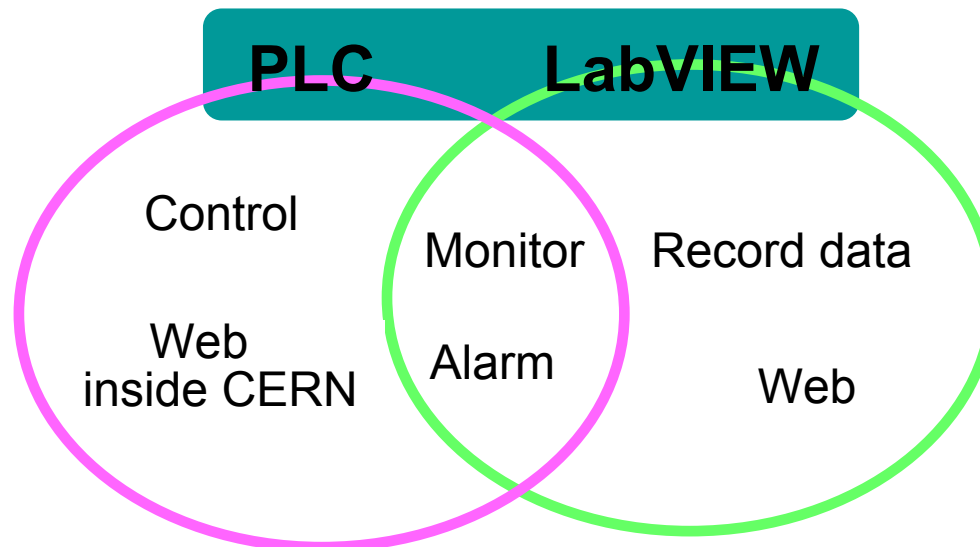 PLC LabVIEW
Control
Web
inside CERN
Monitor
Alarm
Record data
Web